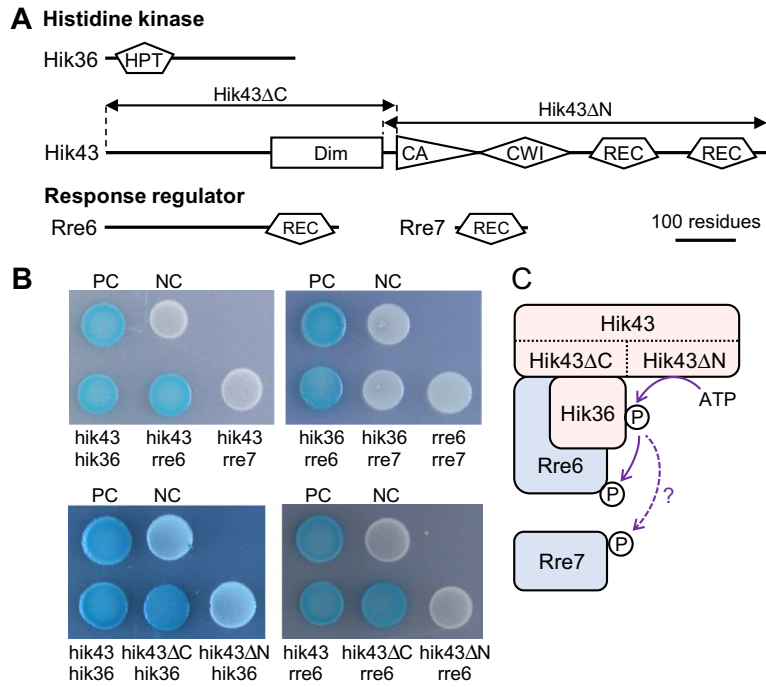 A Histidine kinase
Hik36 HPT
Hik43ΔC Hik43ΔN
Hik43 Dim CA CWI REC REC
Response regulator
Rre6 REC Rre7 REC 100 residues
B
PC NC PC NC
hik43 hik43 hik43 hik36 hik36 rre6
hik36 rre6 rre7 rre6 rre7 rre7
PC NC PC NC
hik43 hik43ΔC hik43ΔN hik43 hik43ΔC hik43ΔN
hik36 hik36 hik36 rre6 rre6 rre6
C
Hik43
Hik43ΔC Hik43ΔN
ATP
Hik36 P
Rre6
P
?
P
Rre7